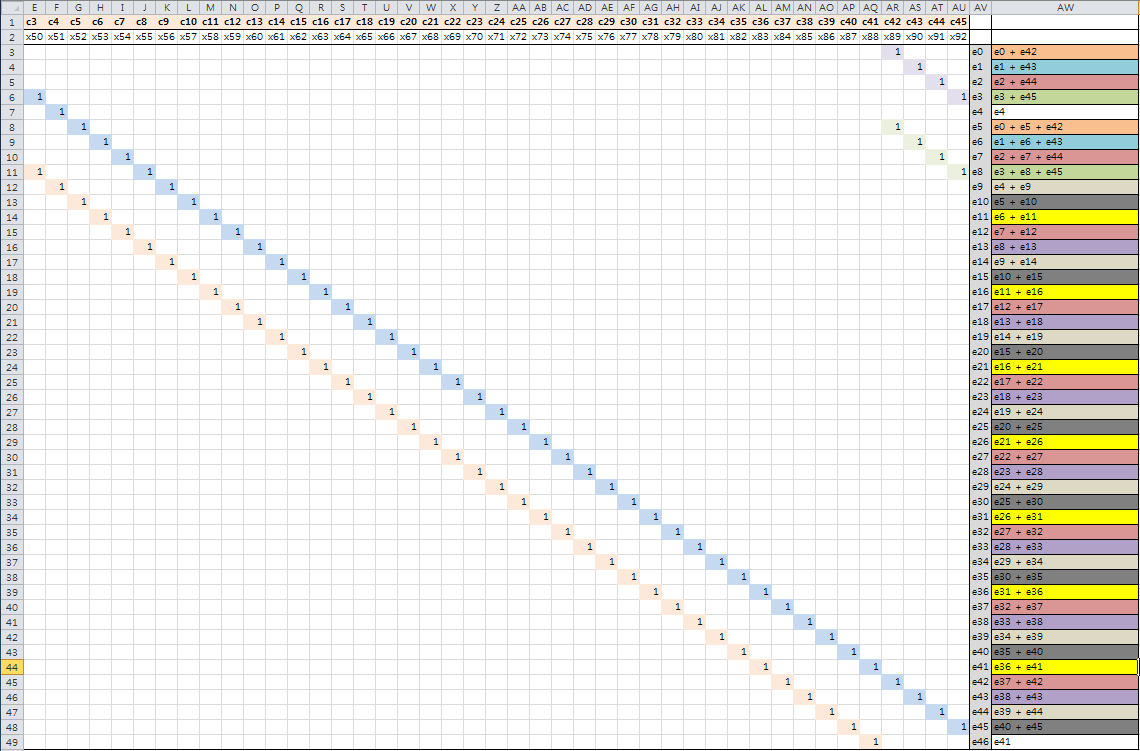 E F G H I J K L M N O P Q R S T U V W X Y Z AA AB AC AD AE AF AG AH AI AJ AK AL AM AN AO AP AQ AR AS AT AU AV AW
1 c3 c4 c5 c6 c7 c8 c9 c10 c11 c12 c13 c14 c15 c16 c17 c18 c19 c20 c21 c22 c23 c24 c25 c26 c27 c28 c29 c30 c31 c32 c33 c34 c35 c36 c37 c38 c39 c40 c41 c42 c43 c44 c45
2 x50 x51 x52 x53 x54 x55 x56 x57 x58 x59 x60 x61 x62 x63 x64 x65 x66 x67 x68 x69 x70 x71 x72 x73 x74 x75 x76 x77 x78 x79 x80 x81 x82 x83 x84 x85 x86 x87 x88 x89 x90 x91 x92
3 1 e0 e0 + e42
4 1 e1 e1 + e43
5 1 e2 e2 + e44
6 1 1 e3 e3 + e45
7 1 e4 e4
8 1 1 e5 e0 + e5 + e42
9 1 1 e6 e1 + e6 + e43
10 1 1 e7 e2 + e7 + e44
11 1 1 1 e8 e3 + e8 + e45
12 1 1 e9 e4 + e9
13 1 1 e10 e5 + e10
14 1 1 e11 e6 + e11
15 1 1 e12 e7 + e12
16 1 1 e13 e8 + e13
17 1 1 e14 e9 + e14
18 1 1 e15 e10 + e15
19 1 1 e16 e11 + e16
20 1 1 e17 e12 + e17
21 1 1 e18 e13 + e18
22 1 1 e19 e14 + e19
23 1 1 e20 e15 + e20
24 1 1 e21 e16 + e21
25 1 1 e22 e17 + e22
26 1 1 e23 e18 + e23
27 1 1 e24 e19 + e24
28 1 1 e25 e20 + e25
29 1 1 e26 e21 + e26
30 1 1 e27 e22 + e27
31 1 1 e28 e23 + e28
32 1 1 e29 e24 + e29
33 1 1 e30 e25 + e30
34 1 1 e31 e26 + e31
35 1 1 e32 e27 + e32
36 1 1 e33 e28 + e33
37 1 1 e34 e29 + e34
38 1 1 e35 e30 + e35
39 1 1 e36 e31 + e36
40 1 1 e37 e32 + e37
41 1 1 e38 e33 + e38
42 1 1 e39 e34 + e39
43 1 1 e40 e35 + e40
44 1 1 e41 e36 + e41
45 1 1 e42 e37 + e42
46 1 1 e43 e38 + e43
47 1 1 e44 e39 + e44
48 1 1 e45 e40 + e45
49 1 e46 e41